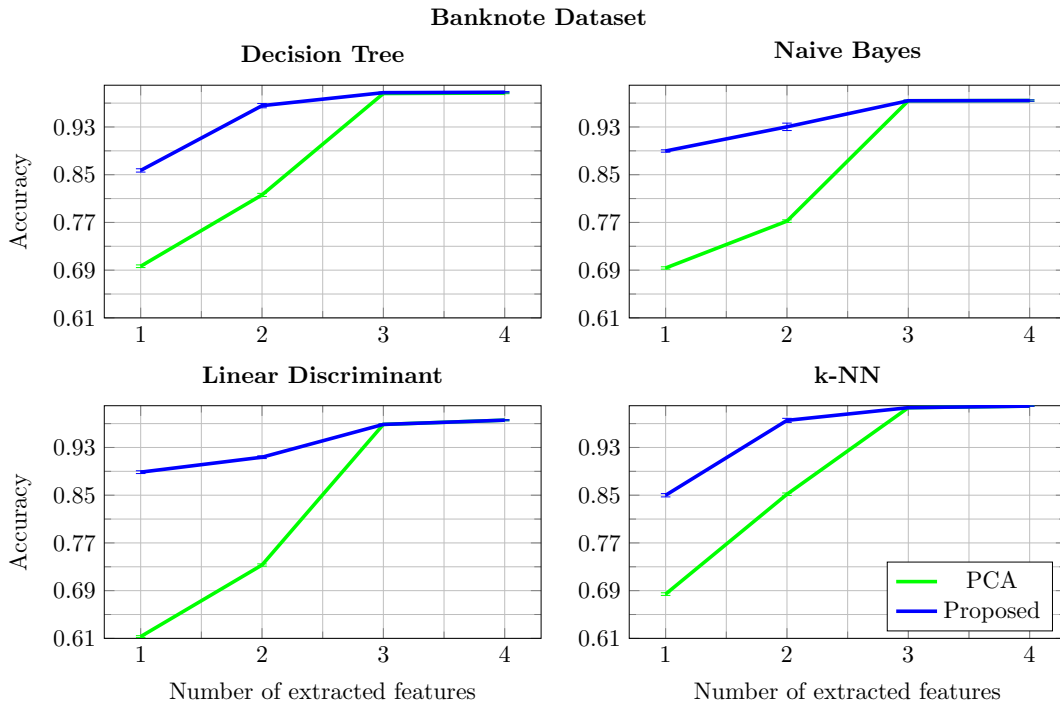 Banknote Dataset
Decision Tree
Accuracy
0.93
0.85
0.77
0.69
0.61
1 2 3 4
Naive Bayes
0.93
0.85
0.77
0.69
0.61
1 2 3 4
Linear Discriminant
Accuracy
0.93
0.85
0.77
0.69
0.61
1 2 3 4
Number of extracted features
k-NN
0.93
0.85
0.77
0.69
0.61
1 2 3 4
Number of extracted features
PCA
Proposed